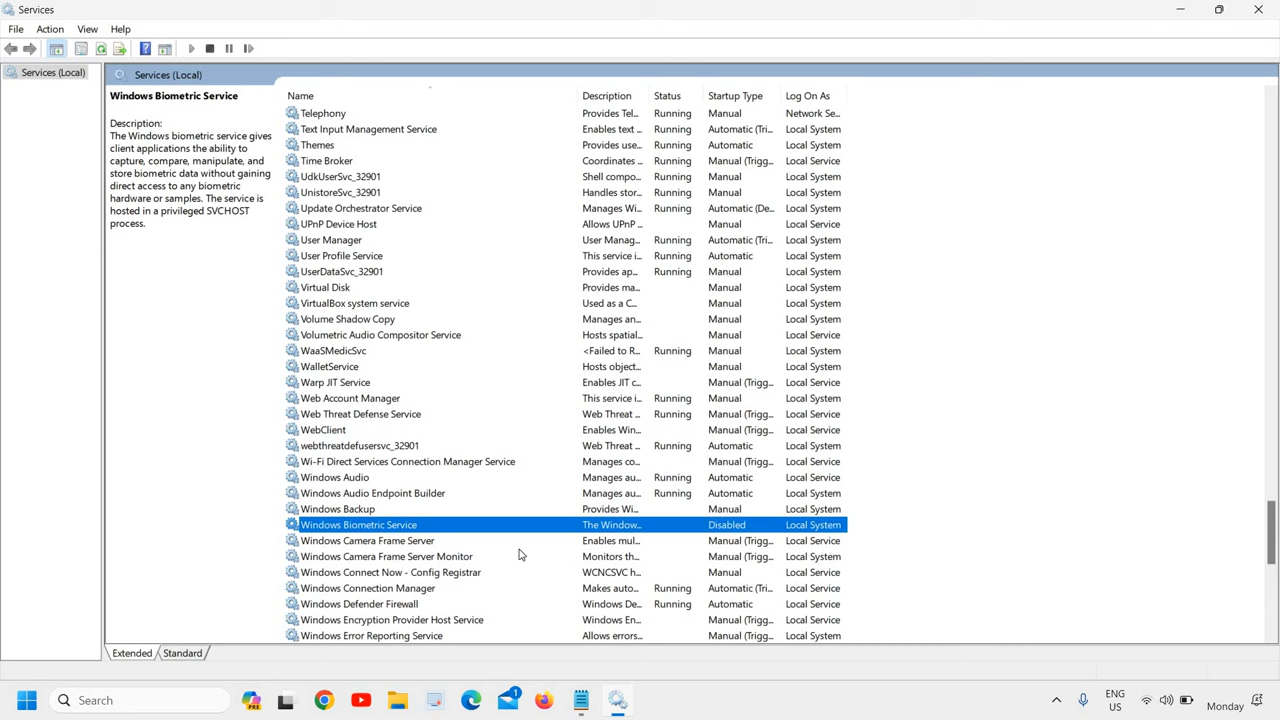 Services
File Action View Help
Services (Local)
Services (Local)
Windows Biometric Service
Description:
The Windows biometric service gives
client applications the ability to
capture, compare, manipulate, and
store biometric data without gaining
direct access to any biometric
hardware or samples. The service is
hosted in a privileged SVCHOST
process.
Name Description Status Startup Type Log On As
Telephony Provides Tel... Running Manual Network Se...
Text Input Management Service Enables text ... Running Automatic (Tri... Local System
Themes Provides use... Running Automatic Local System
Time Broker Coordinates ... Running Manual (Trigg... Local Service
UdkUserSvc_32901 Shell compo... Running Manual Local System
UnistoreSvc_32901 Handles stor... Running Manual Local System
Update Orchestrator Service Manages Wi... Running Automatic (De... Local System
UPnP Device Host Allows UPnP ... Manual Local Service
User Manager User Manag... Running Automatic (Tri... Local System
User Profile Service This service i... Running Automatic Local System
UserDataSvc_32901 Provides ap... Running Manual Local System
Virtual Disk Provides ma... Manual Local System
VirtualBox system service Used as a C... Manual Local System
Volume Shadow Copy Manages an... Manual Local System
Volumetric Audio Compositor Service Hosts spatial... Manual Local Service
WaaSMedicSvc <Failed to R... Running Manual Local System
WalletService Hosts object... Manual Local System
Warp JIT Service Enables JIT c... Manual (Trigg... Local Service
Web Account Manager This service i... Running Manual Local System
Web Threat Defense Service Web Threat ... Running Manual (Trigg... Local Service
WebClient Enables Win... Manual (Trigg... Local Service
webthreatdefusersvc_32901 Web Threat ... Running Automatic Local System
Wi-Fi Direct Services Connection Manager Service Manages co... Manual (Trigg... Local Service
Windows Audio Manages au... Running Automatic Local Service
Windows Audio Endpoint Builder Manages au... Running Automatic Local System
Windows Backup Provides Wi... Manual Local System
Windows Biometric Service The Window... Disabled Local System
Windows Camera Frame Server Enables mul... Manual (Trigg... Local Service
Windows Camera Frame Server Monitor Monitors th... Manual (Trigg... Local System
Windows Connect Now - Config Registrar WCNCSVC h... Manual Local Service
Windows Connection Manager Makes auto... Running Automatic (Tri... Local Service
Windows Defender Firewall Windows De... Running Automatic Local Service
Windows Encryption Provider Host Service Windows En... Manual (Trigg... Local Service
Windows Error Reporting Service Allows errors... Manual (Trigg... Local System
Extended Standard
Search
PRE
1
ENG
US
Monday